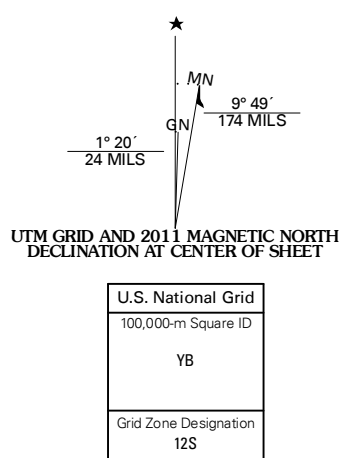 MN
9° 49´
174 MILS
GN
1° 20´
24 MILS
UTM GRID AND 2011 MAGNETIC NORTH
DECLINATION AT CENTER OF SHEET
U.S. National Grid
100,000-m Square ID
YB
Grid Zone Designation
12S